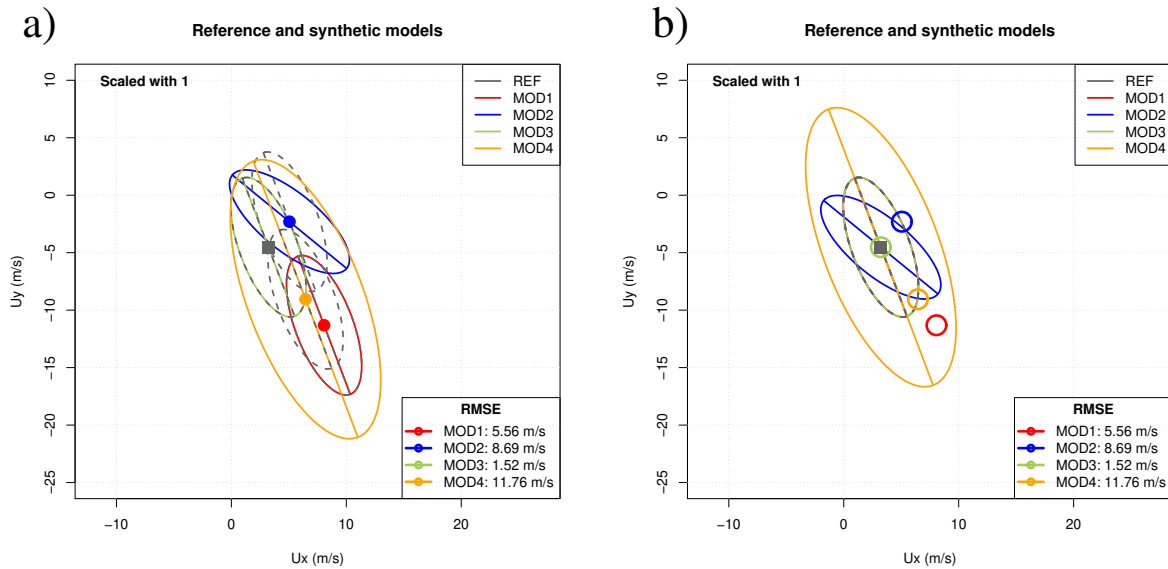 a)
Reference and synthetic models
Scaled with 1
REF
MOD1
MOD2
MOD3
MOD4
10
5
0
−5
−10
−15
−20
−25
Uy (m/s)
RMSE
MOD1: 5.56 m/s
MOD2: 8.69 m/s
MOD3: 1.52 m/s
MOD4: 11.76 m/s
−10
0
10
20
Ux (m/s)
b)
Reference and synthetic models
Scaled with 1
REF
MOD1
MOD2
MOD3
MOD4
10
5
0
−5
−10
−15
−20
−25
Uy (m/s)
RMSE
MOD1: 5.56 m/s
MOD2: 8.69 m/s
MOD3: 1.52 m/s
MOD4: 11.76 m/s
−10
0
10
20
Ux (m/s)